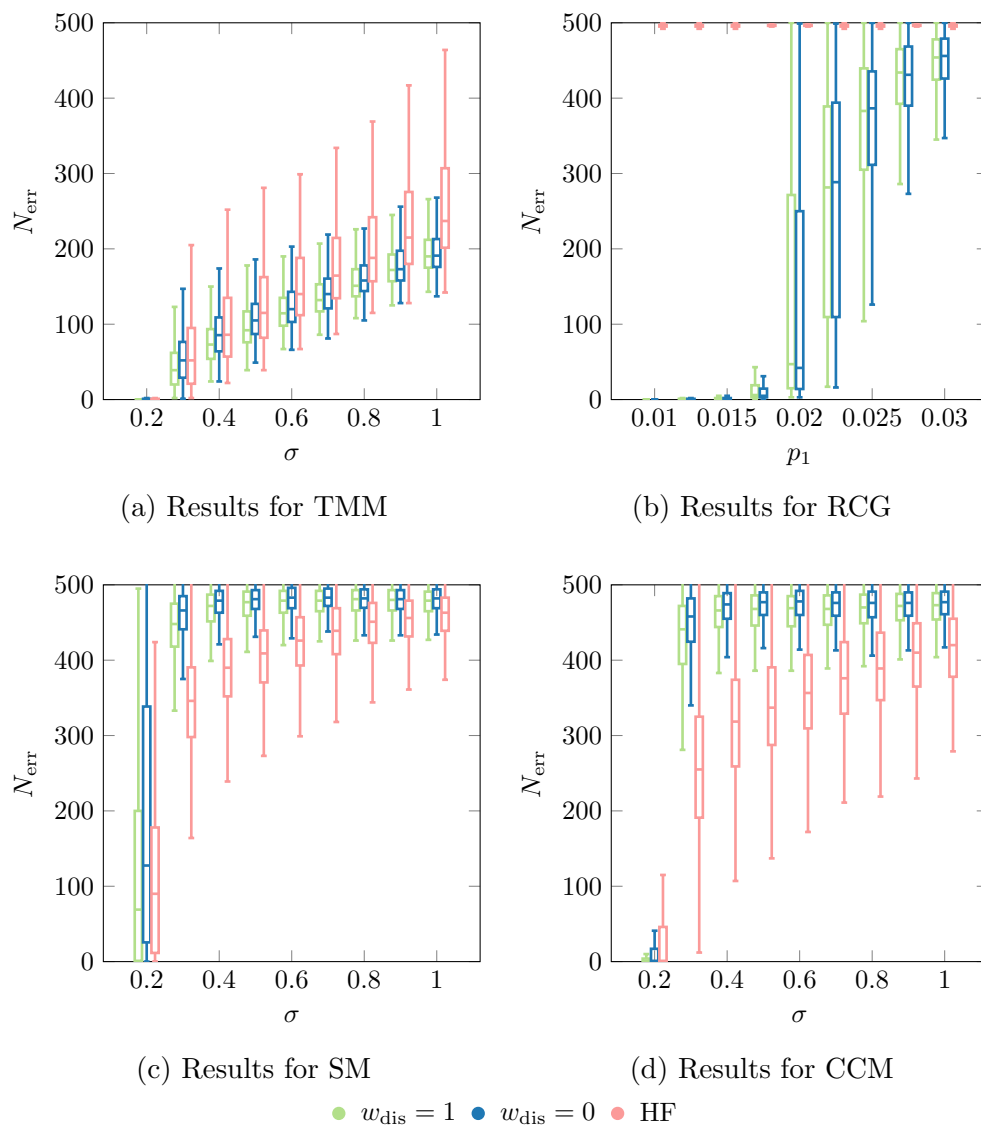 500
400
300
200
100
0
N_err
0.2 0.4 0.6 0.8 1
σ
(a) Results for TMM
500
400
300
200
100
0
N_err
0.01 0.015 0.02 0.025 0.03
p_1
(b) Results for RCG
500
400
300
200
100
0
N_err
0.2 0.4 0.6 0.8 1
σ
(c) Results for SM
500
400
300
200
100
0
N_err
0.2 0.4 0.6 0.8 1
σ
(d) Results for CCM
w_dis = 1 w_dis = 0 HF